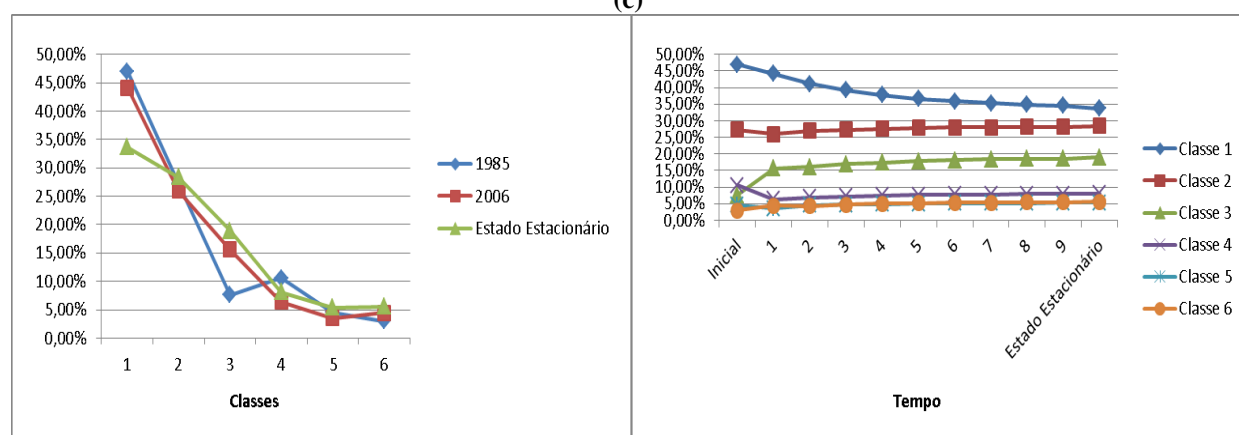 (c)
50,00%
45,00%
40,00%
35,00%
30,00%
25,00%
20,00%
15,00%
10,00%
5,00%
0,00%
1 2 3 4 5 6
Classes
1985
2006
Estado Estacionário
50,00%
45,00%
40,00%
35,00%
30,00%
25,00%
20,00%
15,00%
10,00%
5,00%
0,00%
Inicial 1 2 3 4 5 6 7 8 9 Estado Estacionário
Tempo
Classe 1
Classe 2
Classe 3
Classe 4
Classe 5
Classe 6